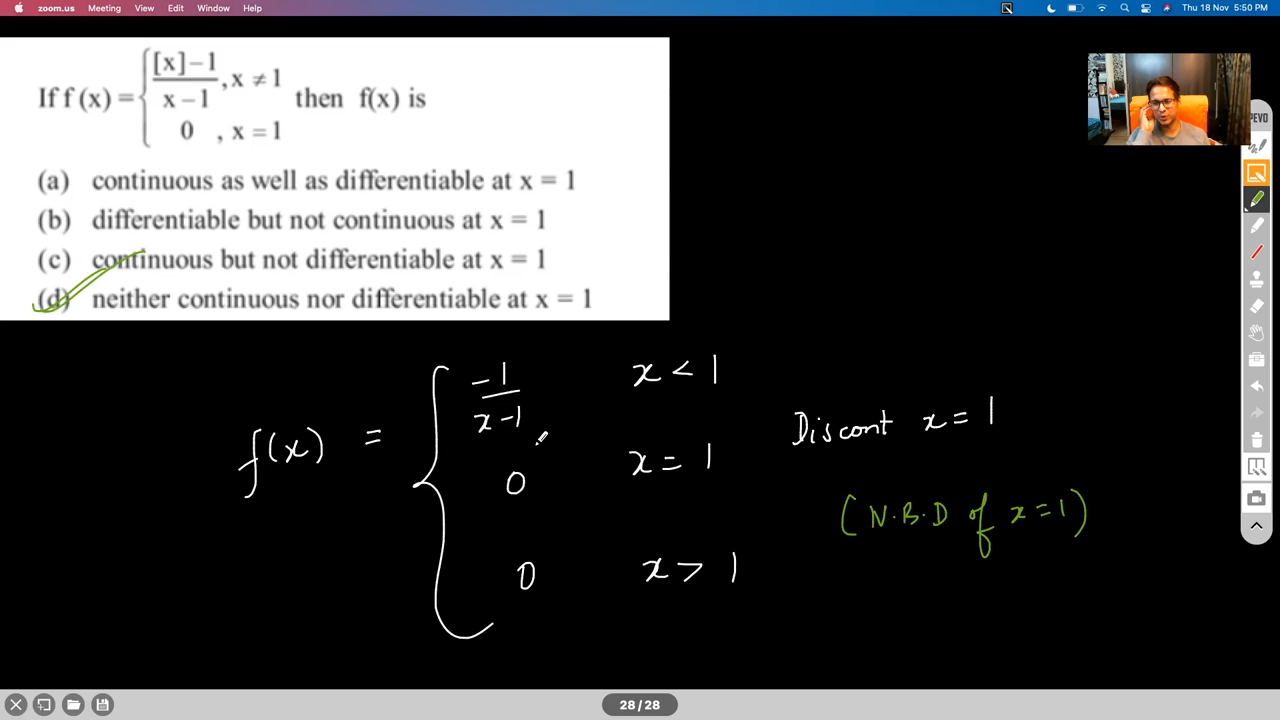 zoom.us Meeting View Edit Window Help Thu 18 Nov 5:50 PM
If f (x) = { [x] − 1 / x − 1 , x ≠ 1
0 , x = 1 then f(x) is
(a) continuous as well as differentiable at x = 1
(b) differentiable but not continuous at x = 1
(c) continuous but not differentiable at x = 1
(d) neither continuous nor differentiable at x = 1
f(x) = { −1 / x − 1 x < 1
0 x = 1
0 x > 1
Discont x = 1
(N.B.D of x = 1)
28 / 28